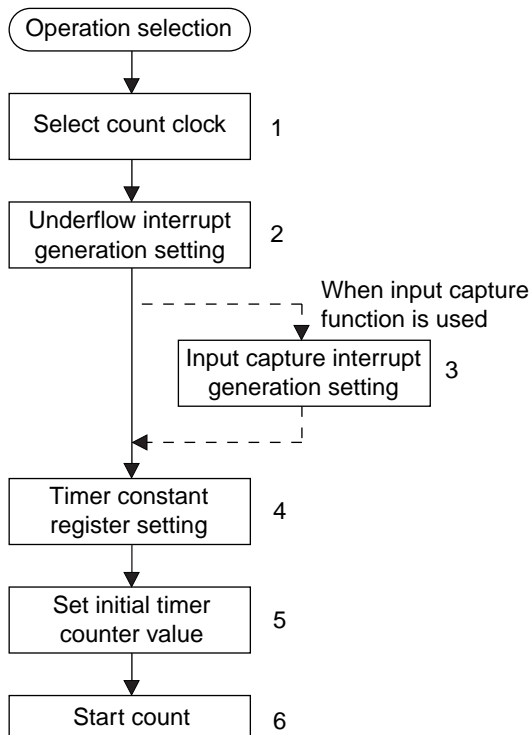 Operation selection
Select count clock
1
Underflow interrupt
generation setting
2
When input capture
function is used
Input capture interrupt
generation setting
3
Timer constant
register setting
4
Set initial timer
counter value
5
Start count
6